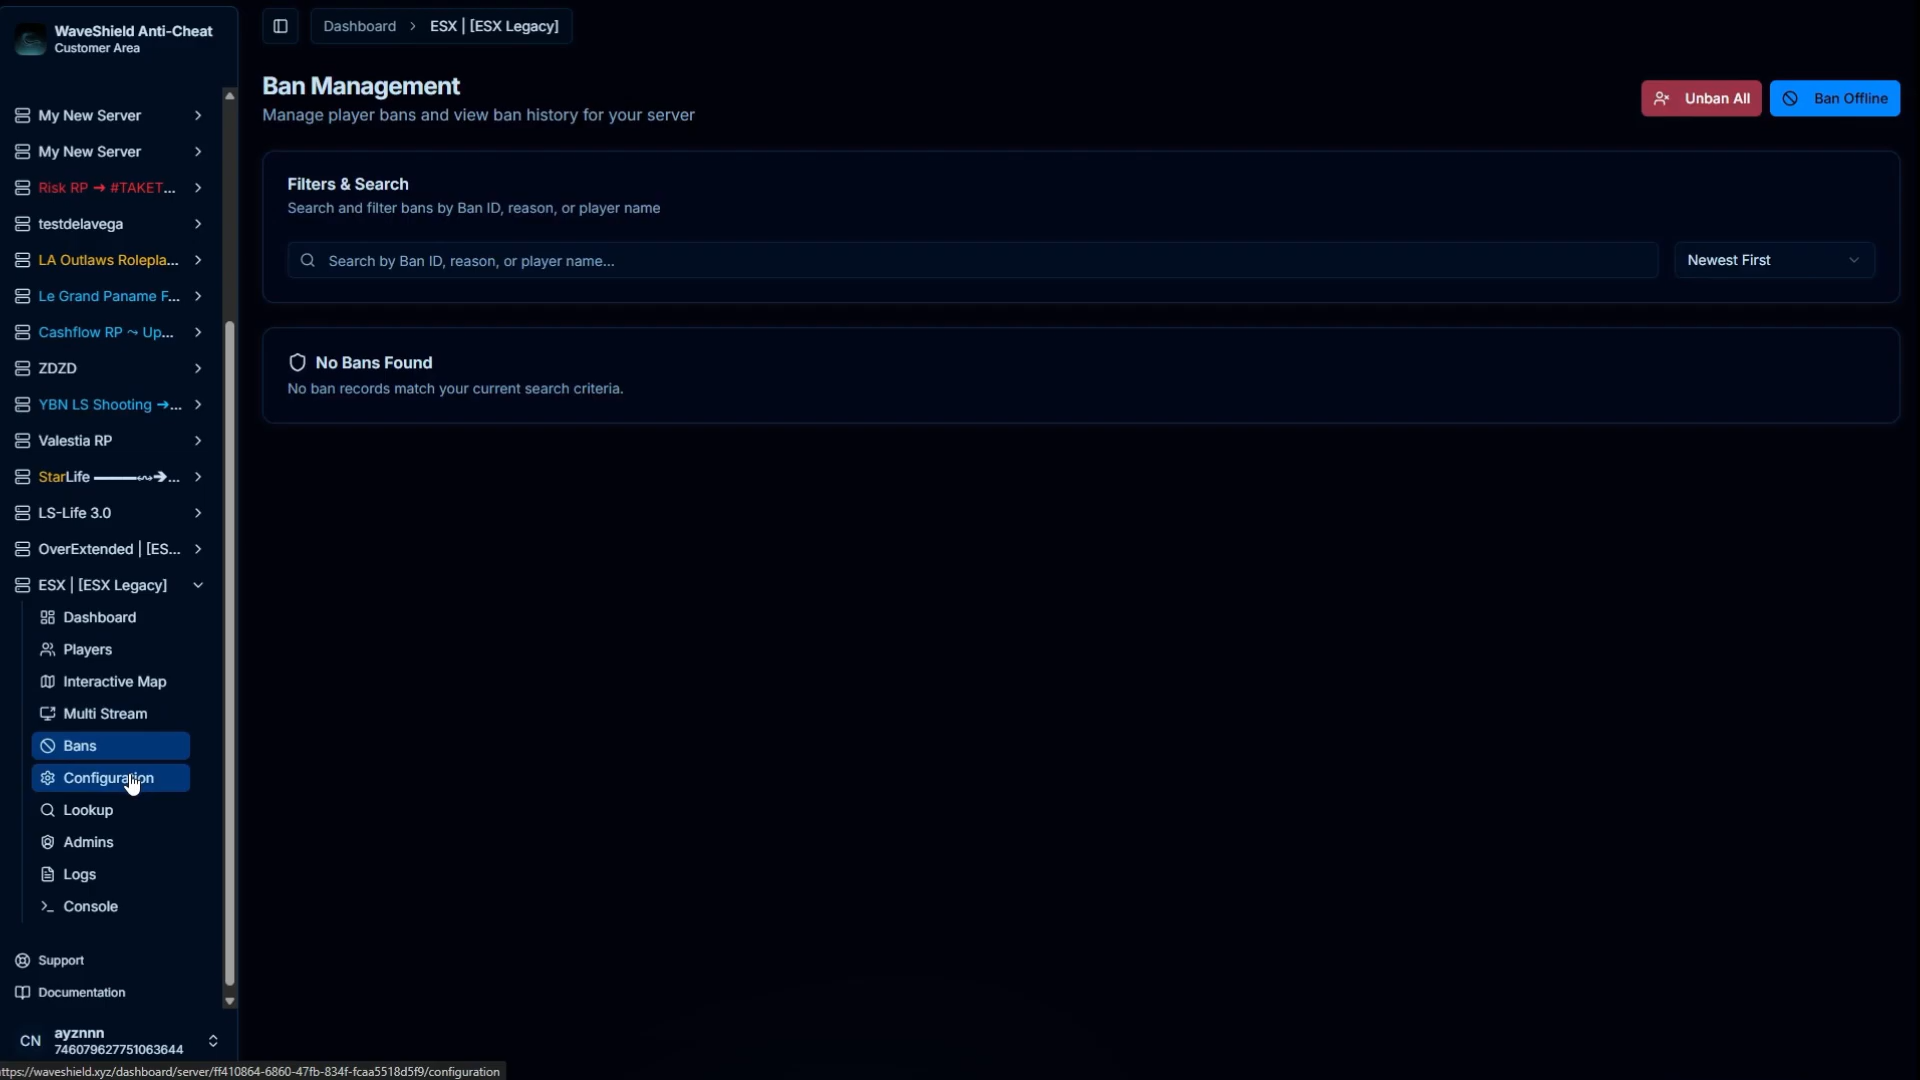 WaveShield Anti-Cheat
Customer Area
My New Server
My New Server
Risk RP ➔ #TAKET...
testdelavega
LA Outlaws Rolepla...
Le Grand Paname F...
Cashflow RP ⤳ Up...
ZDZD
YBN LS Shooting ➔...
Valestia RP
StarLife ━━━━⇝➔...
LS-Life 3.0
OverExtended | [ES...
ESX | [ESX Legacy]
Dashboard
Players
Interactive Map
Multi Stream
Bans
Configuration
Lookup
Admins
Logs
Console
Support
Documentation
CN
ayznnn
746079627751063644
Dashboard > ESX | [ESX Legacy]
Ban Management
Manage player bans and view ban history for your server
Unban All
Ban Offline
Filters & Search
Search and filter bans by Ban ID, reason, or player name
Search by Ban ID, reason, or player name...
Newest First
No Bans Found
No ban records match your current search criteria.
ttps://waveshield.xyz/dashboard/server/ff410864-6860-47fb-834f-fcaa5518d5f9/configuration